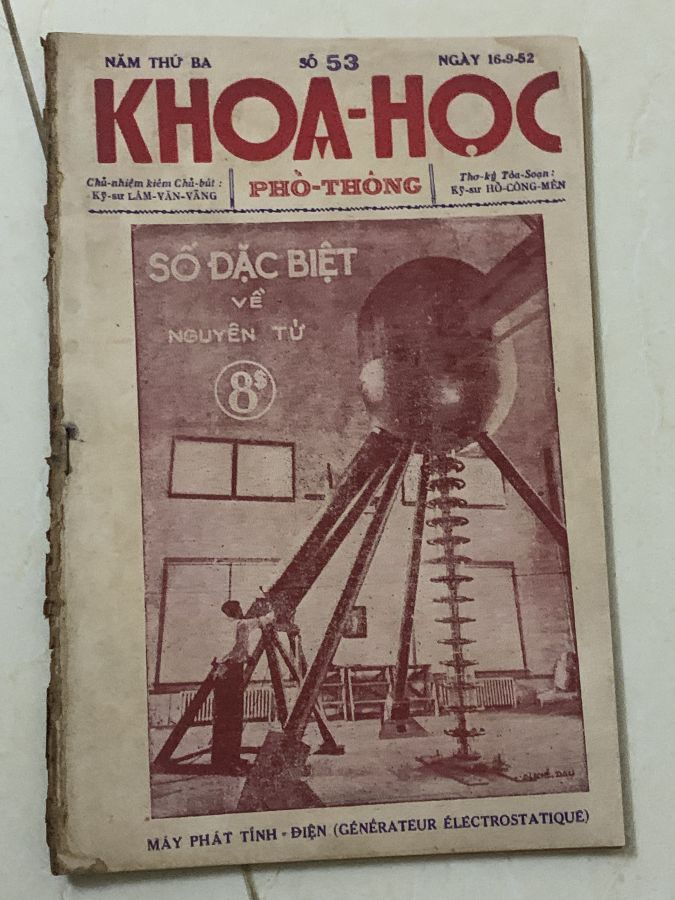 NĂM THỨ BA SỐ 53 NGÀY 16-9-52
KHOA-HỌC
Chủ-nhiệm kiêm Chủ-bút :
Kỹ-sư LÂM-VĂN-VÃNG
PHỔ-THÔNG
Thơ-ký Tòa-Soạn :
Kỹ-sư HỒ-CÔNG-MÊN
SỐ ĐẶC BIỆT
VỀ
NGUYÊN TỬ
8$
MÁY PHÁT TĨNH - ĐIỆN (GÉNÉRATEUR ÉLECTROSTATIQUE)